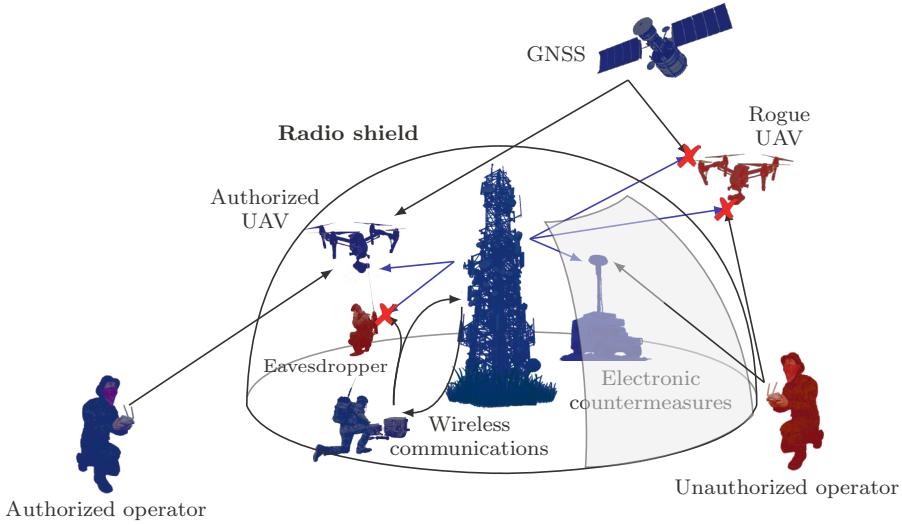 GNSS
Rogue
UAV
Radio shield
Authorized
UAV
Eavesdropper
Electronic
countermeasures
Wireless
communications
Unauthorized operator
Authorized operator